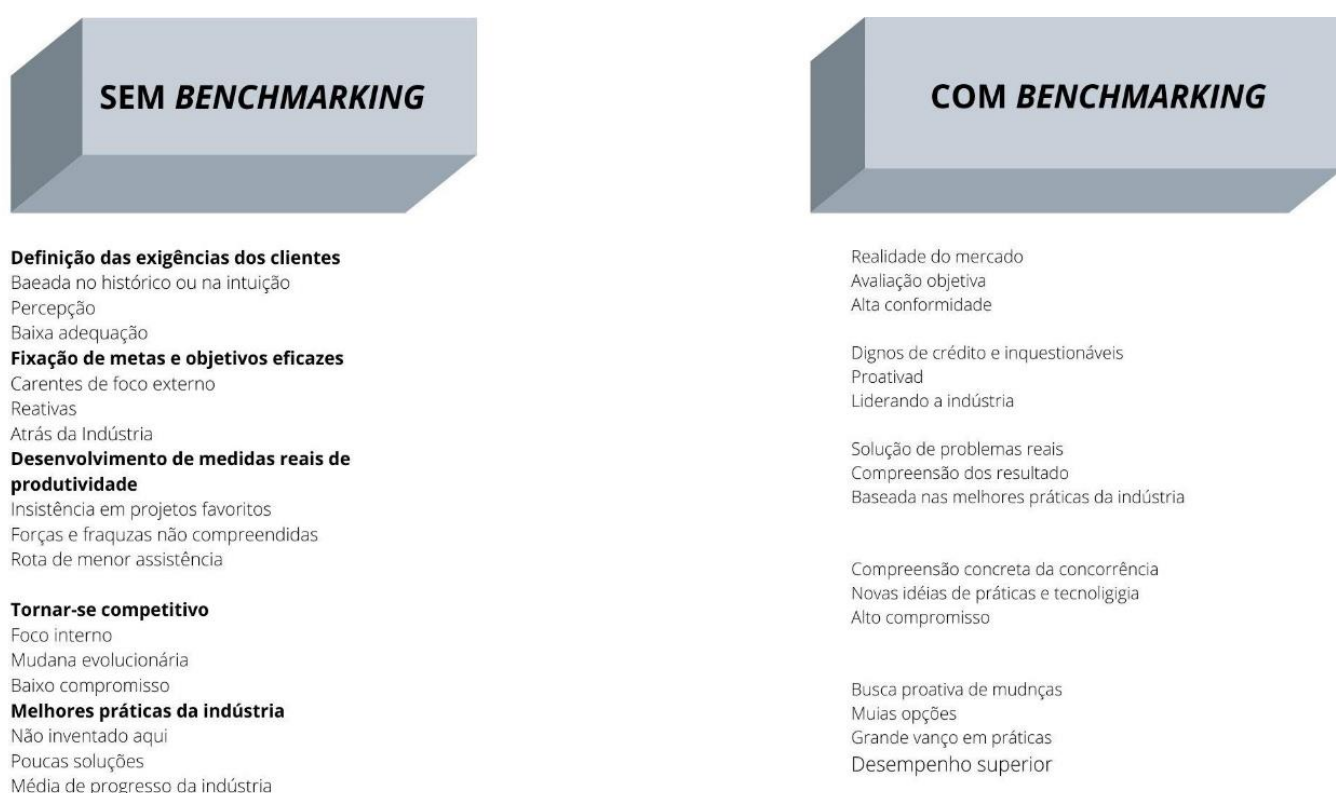 SEM BENCHMARKING
Definição das exigências dos clientes
Baeada no histórico ou na intuição
Percepção
Baixa adequação
Fixação de metas e objetivos eficazes
Carentes de foco externo
Reativas
Atrás da Indústria
Desenvolvimento de medidas reais de
produtividade
Insistência em projetos favoritos
Forças e fraquzas não compreendidas
Rota de menor assistência
Tornar-se competitivo
Foco interno
Mudana evolucionária
Baixo compromisso
Melhores práticas da indústria
Não inventado aqui
Poucas soluções
Média de progresso da indústria
COM BENCHMARKING
Realidade do mercado
Avaliação objetiva
Alta conformidade
Dignos de crédito e inquestionáveis
Proativad
Liderando a indústria
Solução de problemas reais
Compreensão dos resultado
Baseada nas melhores práticas da indústria
Compreensão concreta da concorrência
Novas idéias de práticas e tecnoligigia
Alto compromisso
Busca proativa de mudnças
Muias opções
Grande vanço em práticas
Desempenho superior